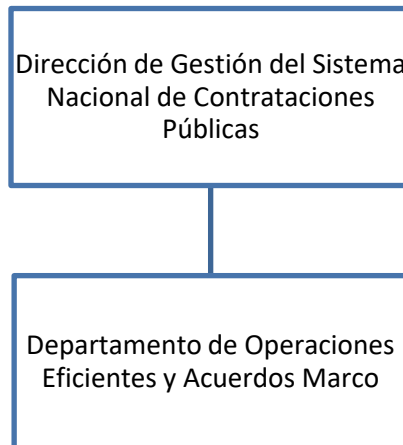 Dirección de Gestión del Sistema
Nacional de Contrataciones
Públicas
Departamento de Operaciones
Eficientes y Acuerdos Marco